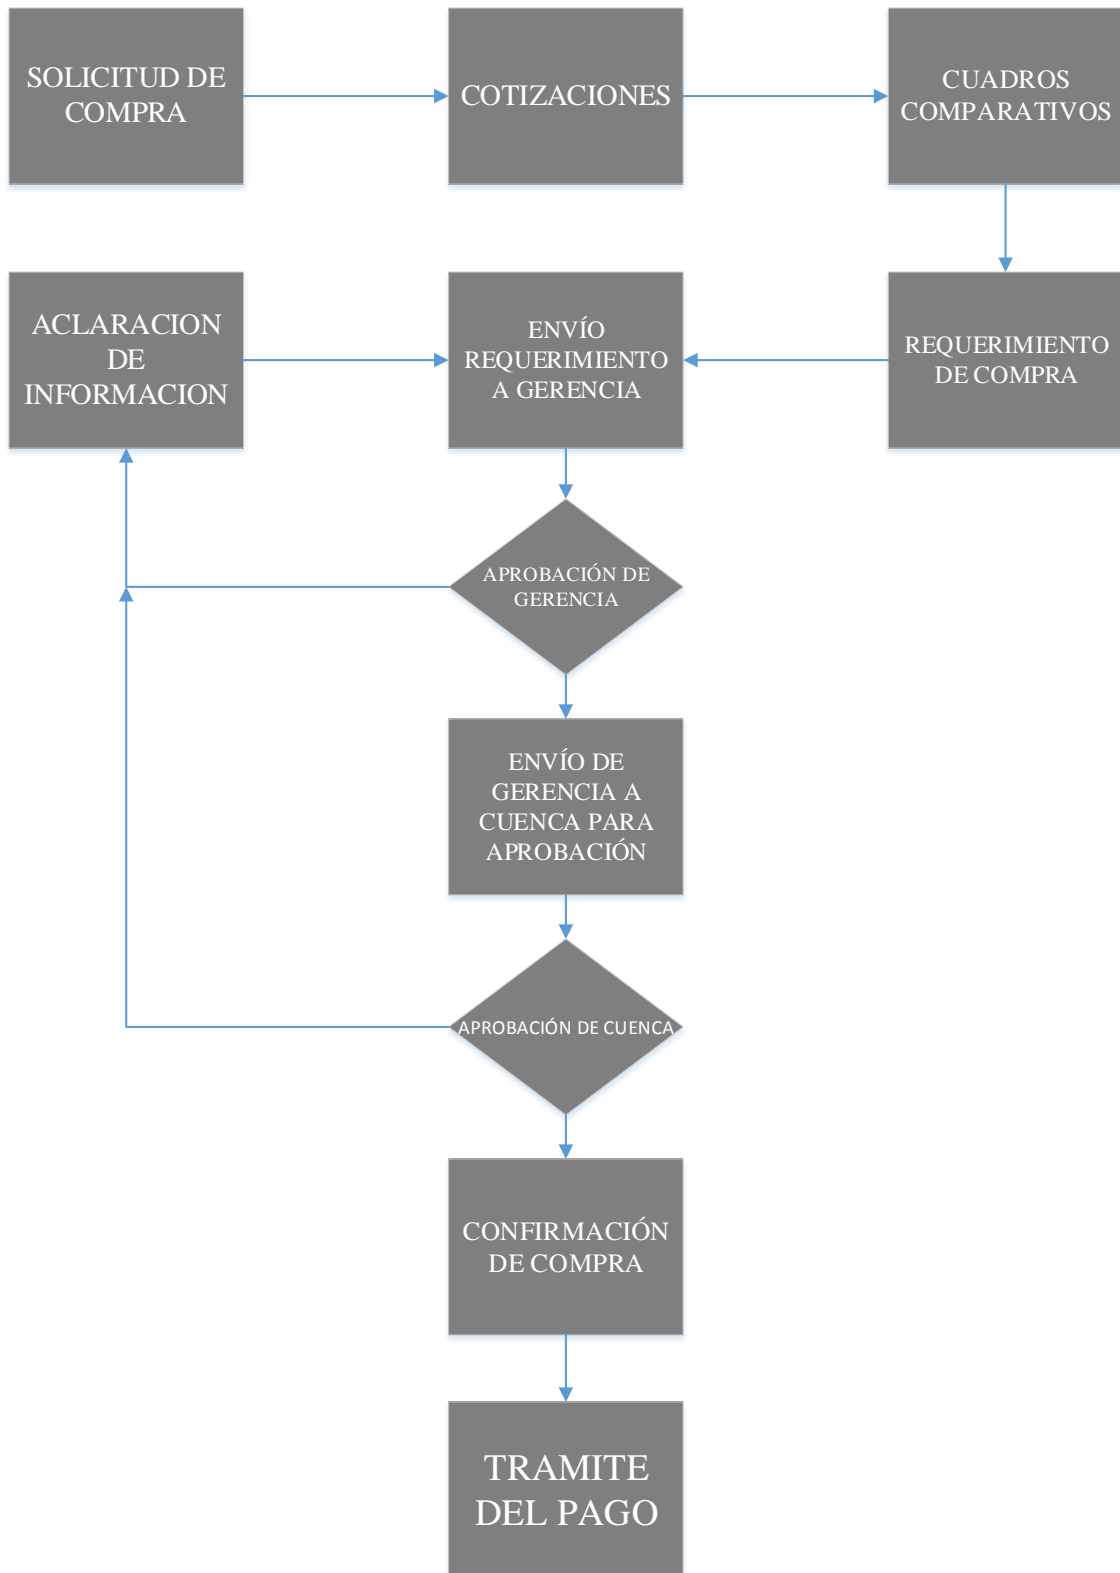 SOLICITUD DE
COMPRA
COTIZACIONES
CUADROS
COMPARATIVOS
ACLARACION
DE
INFORMACION
ENVÍO
REQUERIMIENTO
A GERENCIA
REQUERIMIENTO
DE COMPRA
APROBACIÓN DE
GERENCIA
ENVÍO DE
GERENCIA A
CUENCA PARA
APROBACIÓN
APROBACIÓN DE CUENCA
CONFIRMACIÓN
DE COMPRA
TRAMITE
DEL PAGO